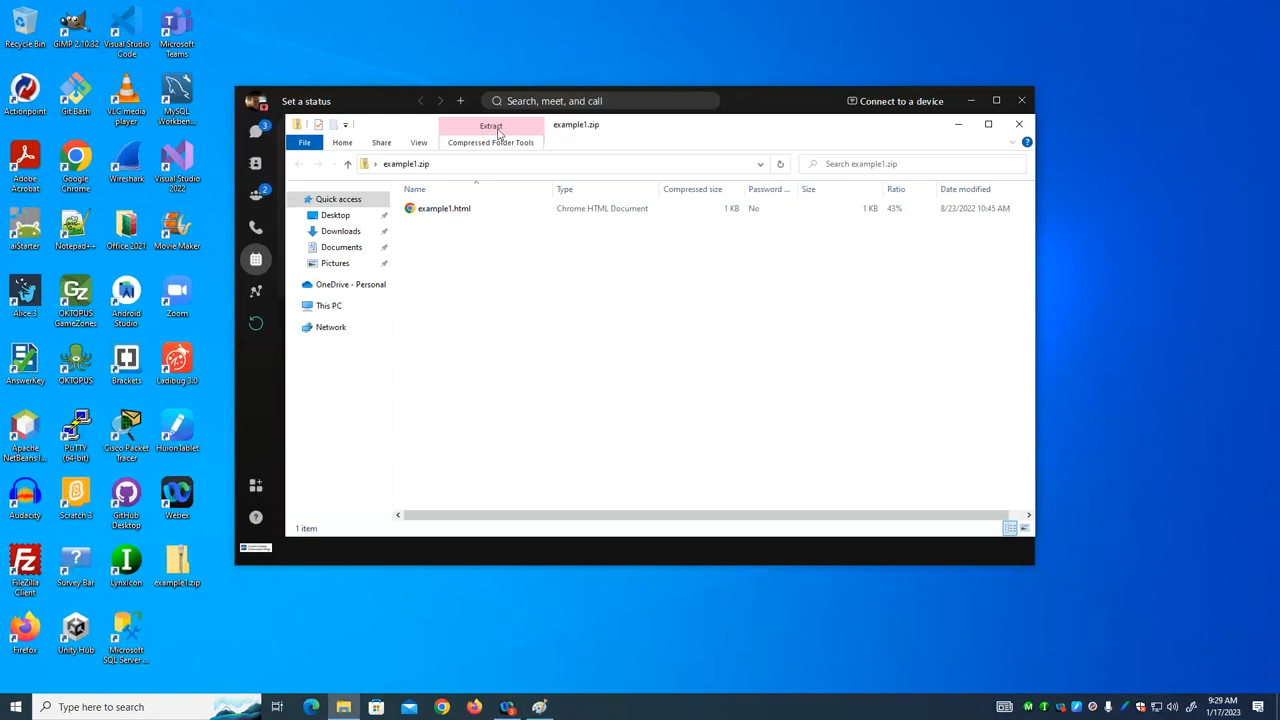 Recycle Bin
GIMP 2.10.32
Visual Studio
Code
Microsoft
Teams
Actionpoint
Git Bash
VLC media
player
MySQL
Workben...
Adobe
Acrobat
Google
Chrome
Wireshark
Visual Studio
2022
aiStarter
Notepad++
Office 2021
Movie Maker
Alice 3
OKTOPUS
GameZones
Android
Studio
Zoom
AnswerKey
OKTOPUS
Brackets
Ladibug 3.0
Apache
NetBeans I...
PuTTY
(64-bit)
Cisco Packet
Tracer
HuionTablet
Audacity
Scratch 3
GitHub
Desktop
Webex
FileZilla
Client
Survey Bar
Lynxicon
example1.zip
Firefox
Unity Hub
Microsoft
SQL Server ...
Set a status
Search, meet, and call
Connect to a device
3
2
Extract
example1.zip
File
Home
Share
View
Compressed Folder Tools
example1.zip
Search example1.zip
Name
Type
Compressed size
Password ...
Size
Ratio
Date modified
example1.html
Chrome HTML Document
1 KB
No
1 KB
43%
8/23/2022 10:45 AM
Quick access
Desktop
Downloads
Documents
Pictures
OneDrive - Personal
This PC
Network
1 item
Type here to search
9:29 AM
1/17/2023